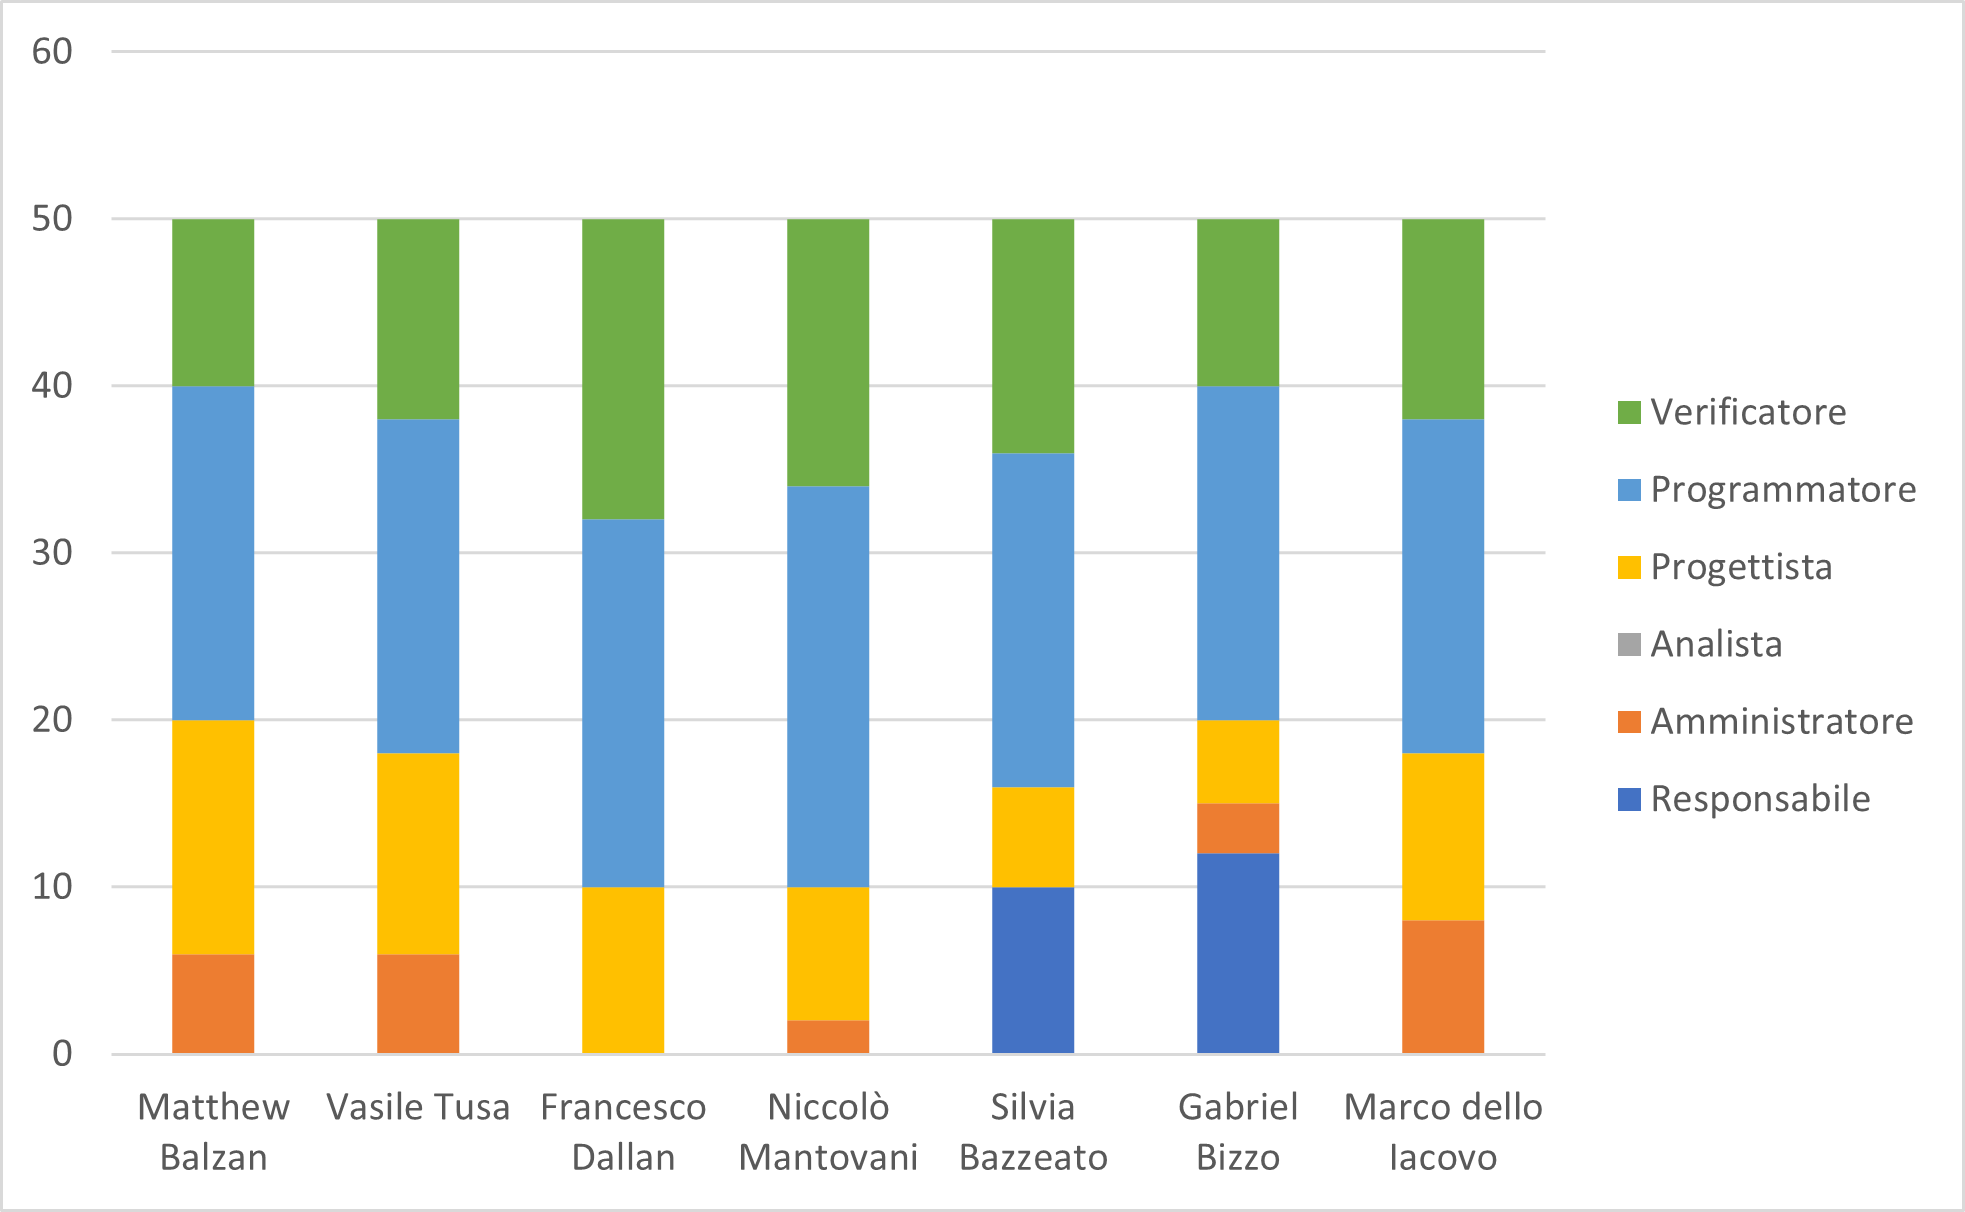 60
50
40
30
20
10
0
Matthew
Balzan
Vasile Tusa
Francesco
Dallan
Niccolò
Mantovani
Silvia
Bazzeato
Gabriel
Bizzo
Marco dello
Iacovo
Verificatore
Programmatore
Progettista
Analista
Amministratore
Responsabile